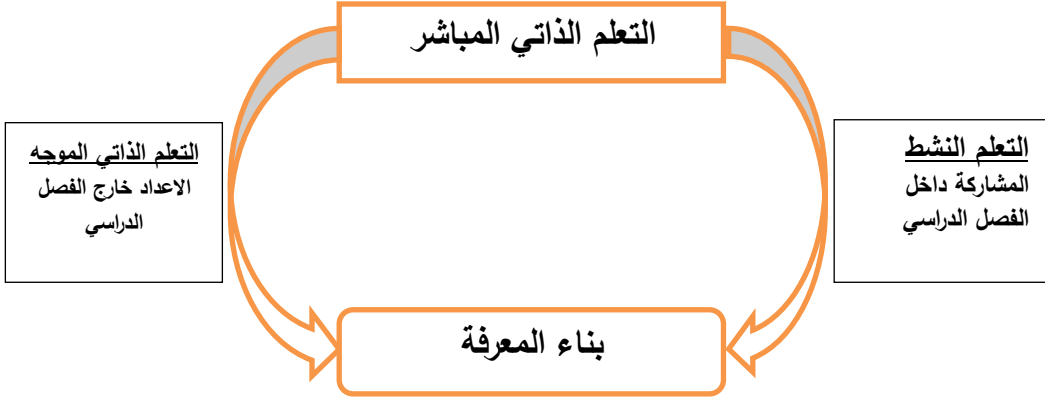 التعلم الذاتي المباشر
التعلم النشط
المشاركة داخل
الفصل الدراسي
التعلم الذاتي الموجه
الاعداد خارج الفصل
الدراسي
بناء المعرفة